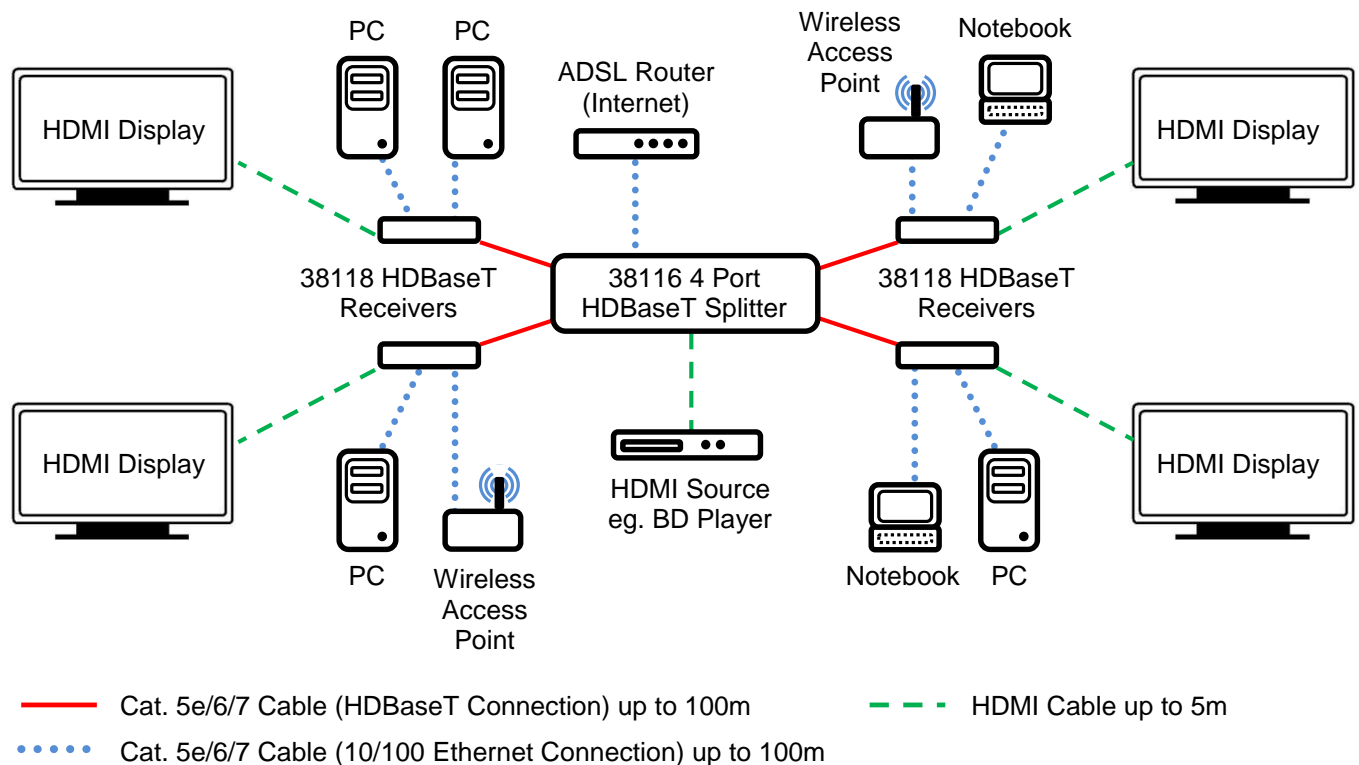 PC
PC
Wireless
Access
Point
Notebook
ADSL Router
(Internet)
HDMI Display
HDMI Display
38118 HDBaseT
Receivers
38116 4 Port
HDBaseT Splitter
38118 HDBaseT
Receivers
HDMI Display
HDMI Display
HDMI Source
eg. BD Player
PC
Wireless
Access
Point
Notebook
PC
Cat. 5e/6/7 Cable (HDBaseT Connection) up to 100m
HDMI Cable up to 5m
Cat. 5e/6/7 Cable (10/100 Ethernet Connection) up to 100m